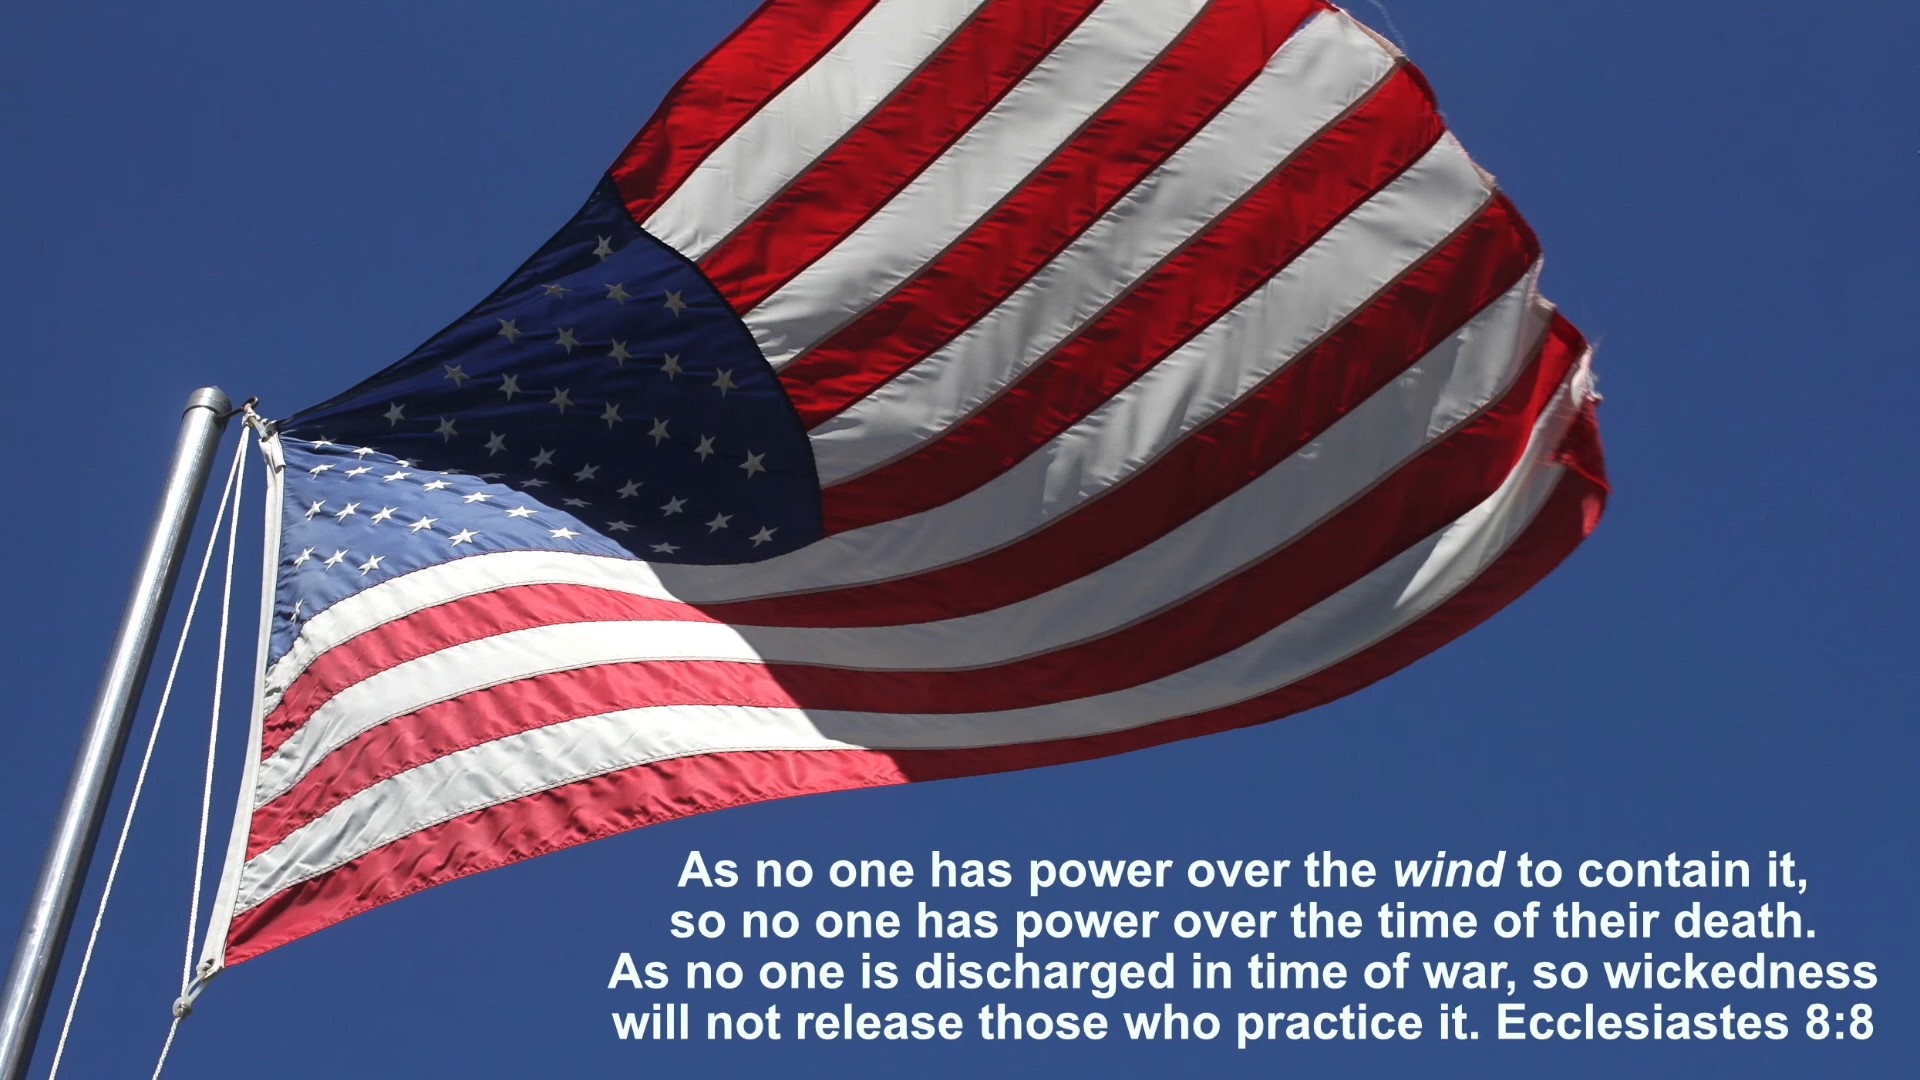 As no one has power over the wind to contain it,
so no one has power over the time of their death.
As no one is discharged in time of war, so wickedness
will not release those who practice it. Ecclesiastes 8:8